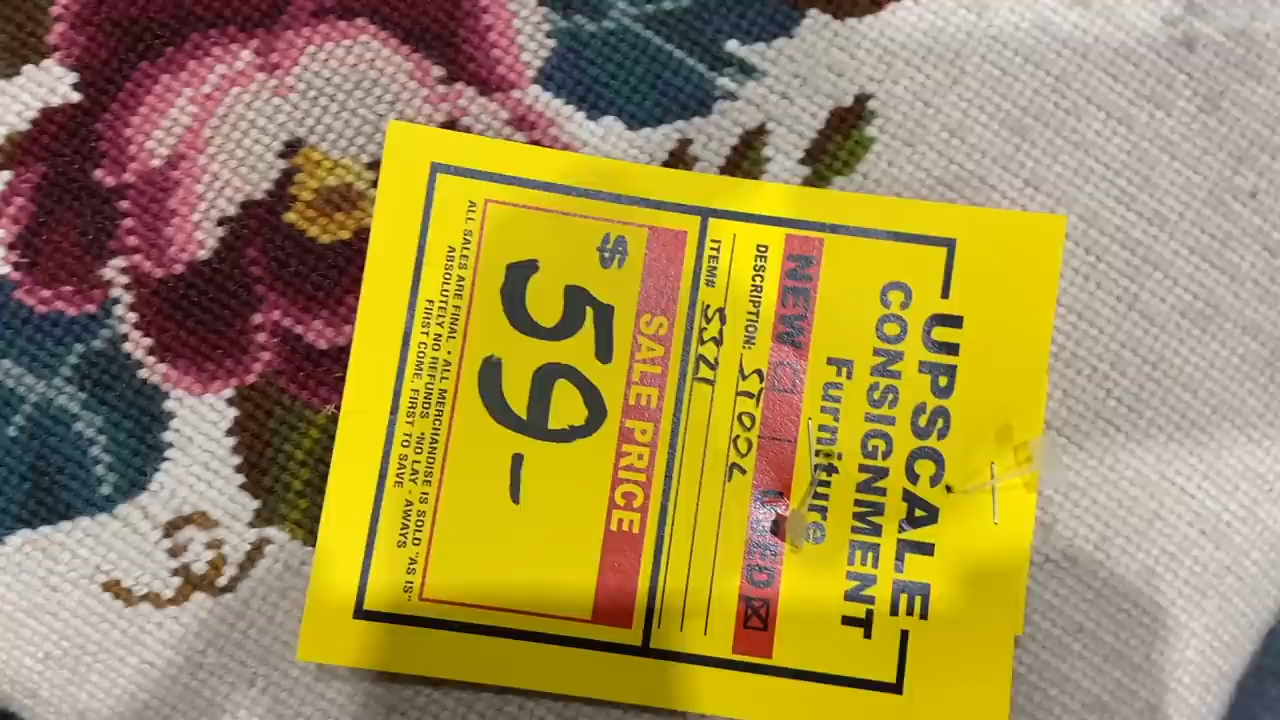 UPSCALE
CONSIGNMENT
Furniture
NEW ☐ USED ☒
DESCRIPTION: STOOL
ITEM# 5521
SALE PRICE
$ 59-
ALL SALES ARE FINAL • ALL MERCHANDISE IS SOLD "AS IS"
ABSOLUTELY NO REFUNDS *NO LAY - AWAYS
FIRST COME, FIRST TO SAVE